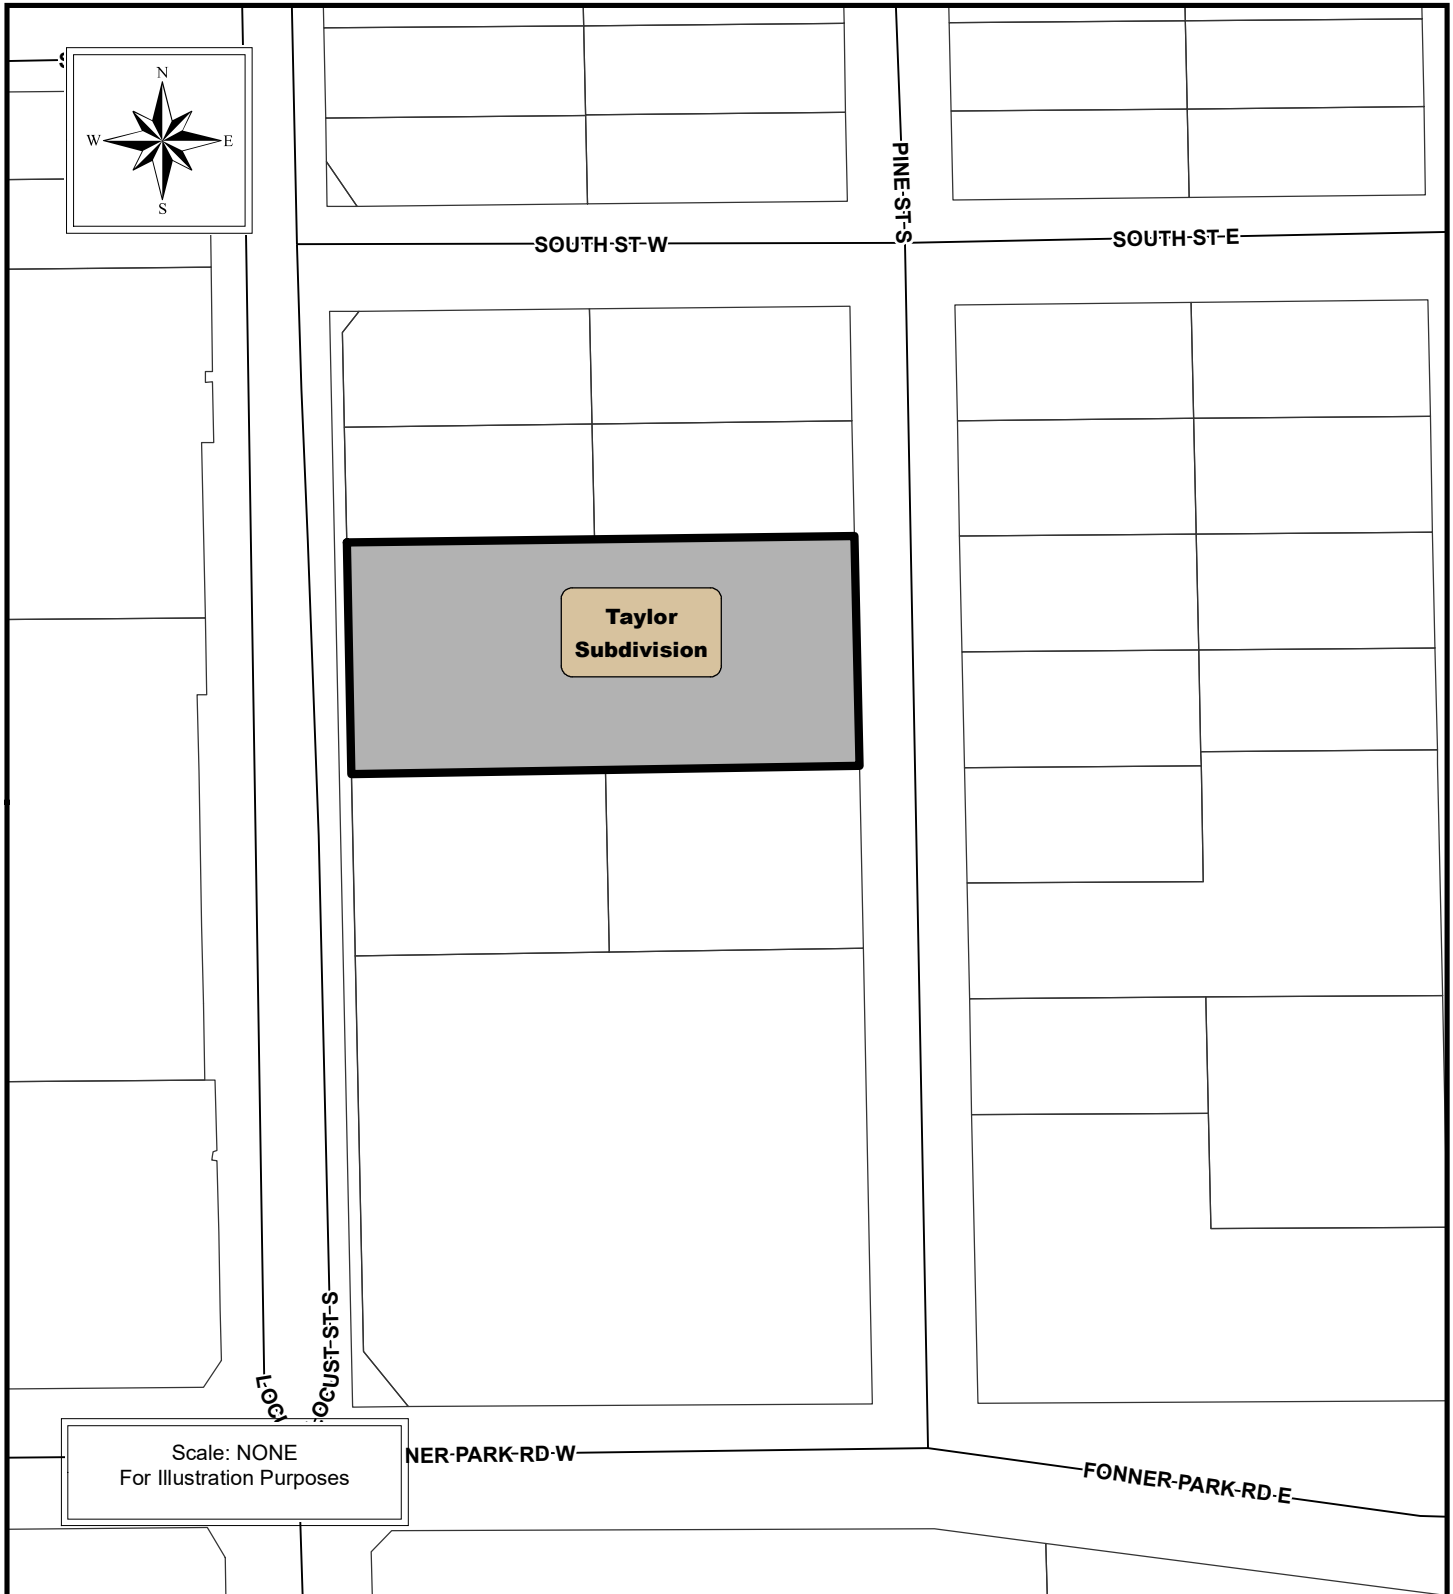 N
W E
S
PINE ST S
SOUTH ST W
SOUTH ST E
Taylor
Subdivision
OCUST ST S
LOC
Scale: NONE
For Illustration Purposes
NER PARK RD W
FONNER PARK RD E